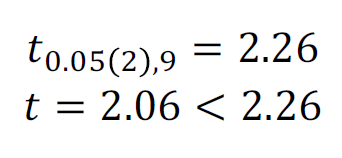 t0.05(2),9 = 2.26
t = 2.06 < 2.26